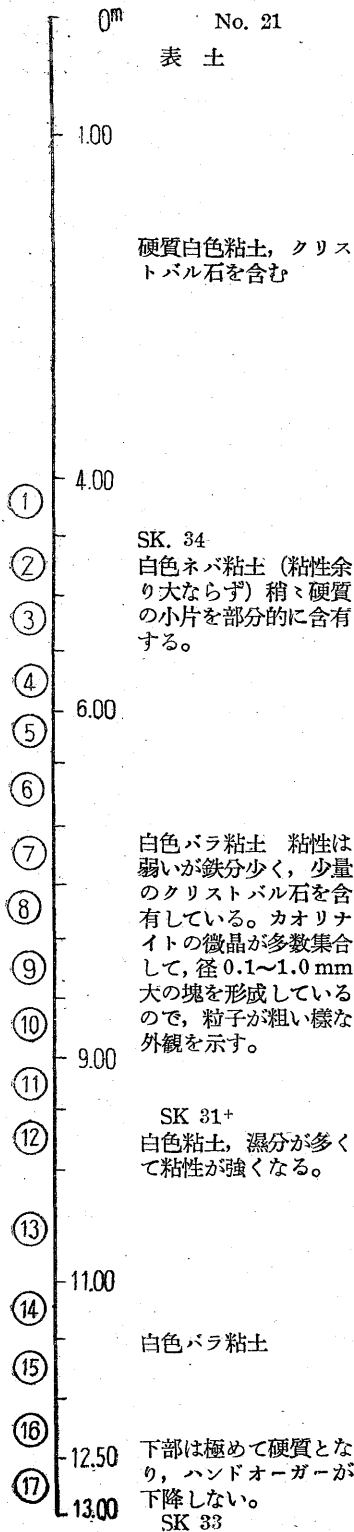 0m No. 21
表 土
1.00
硬質白色粘土，クリス
トバル石を含む
4.00
①
SK. 34
②
白色ネバ粘土（粘性余
り大ならず）稍〻硬質
③
の小片を部分的に含有
する。
④
6.00
⑤
⑥
⑦
白色バラ粘土 粘性は
弱いが鉄分少く，少量
⑧
のクリストバル石を含
有している。カオリナ
イトの微晶が多数集合
⑨
して，径0.1〜1.0mm
大の塊を形成している
⑩
ので，粒子が粗い様な
外観を示す。
9.00
⑪
SK 31+
⑫
白色粘土，濕分が多く
て粘性が強くなる。
⑬
11.00
⑭
白色バラ粘土
⑮
⑯
12.50
下部は極めて硬質とな
り，ハンドオーガーが
⑰
下降しない。
13.00
SK 33